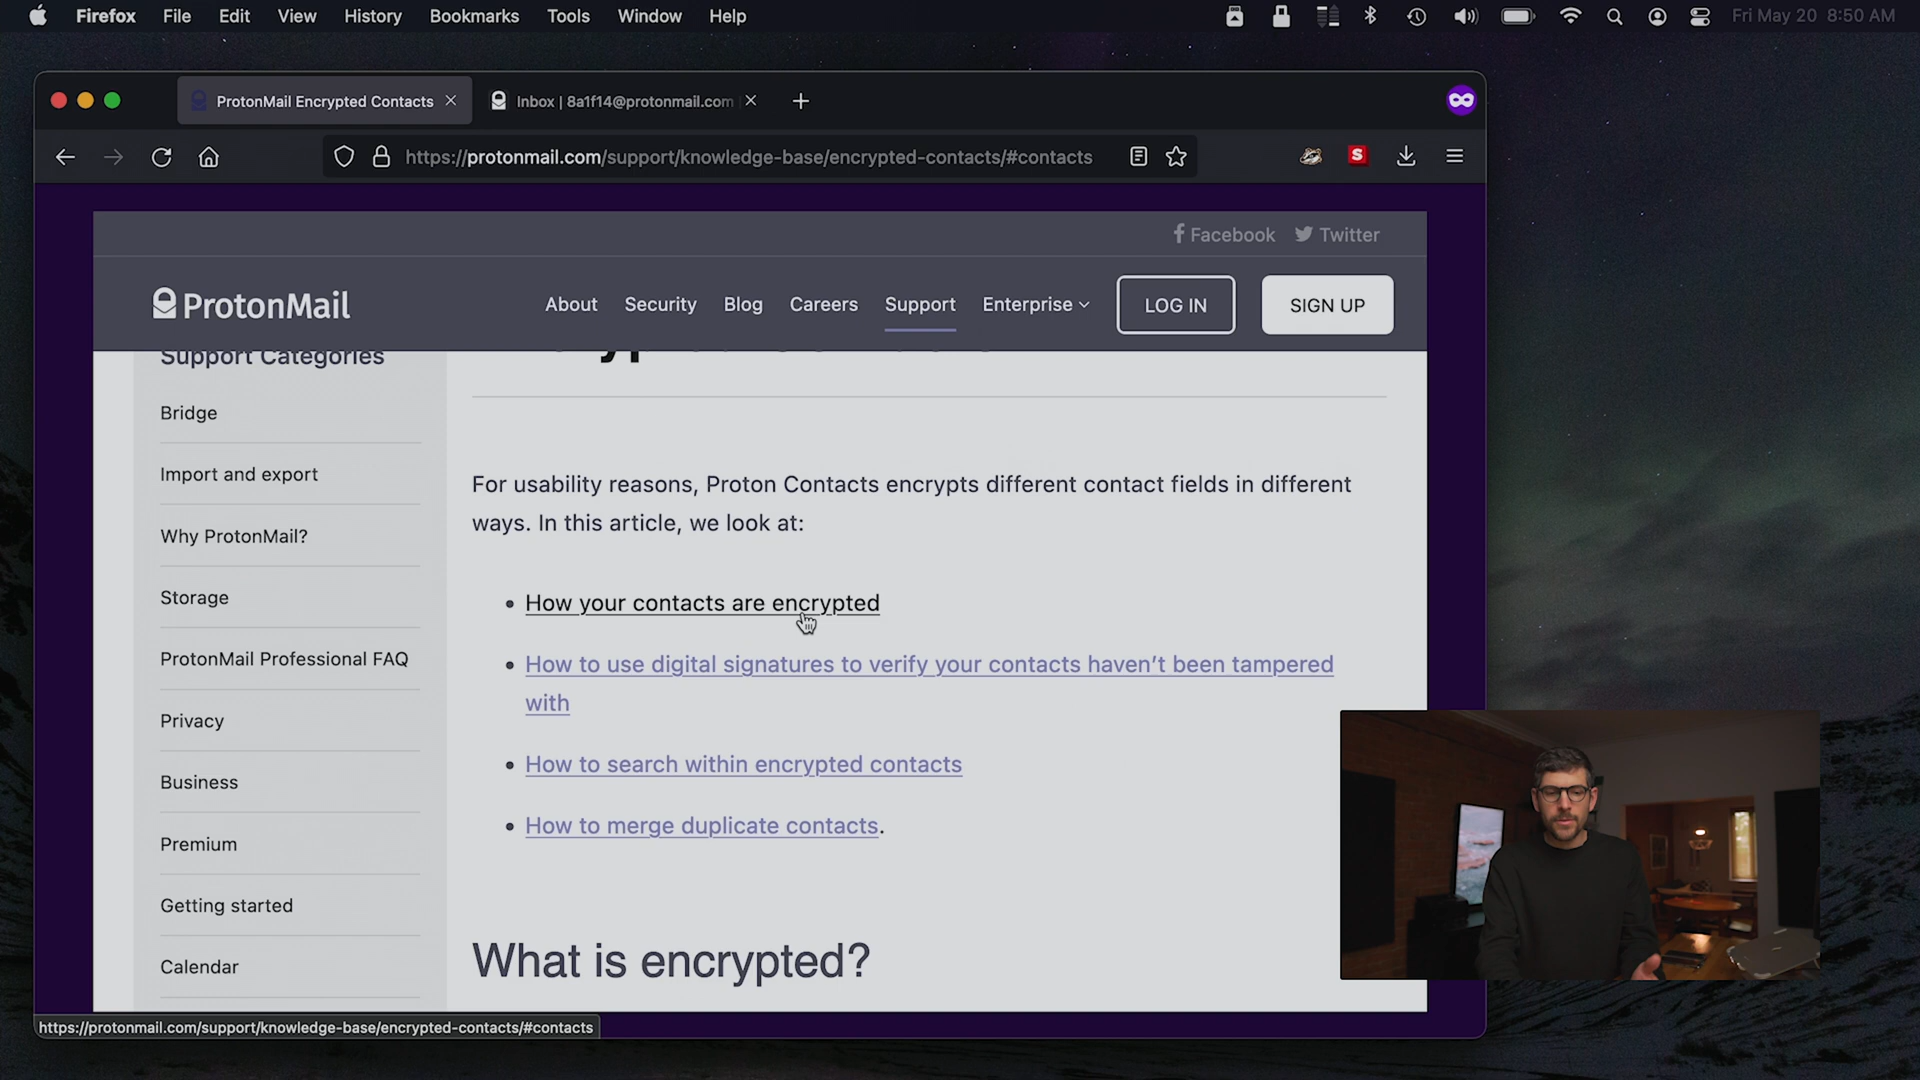 Firefox File Edit View History Bookmarks Tools Window Help Fri May 20 8:50 AM
ProtonMail Encrypted Contacts Inbox | 8a1f14@protonmail.com
https://protonmail.com/support/knowledge-base/encrypted-contacts/#contacts S
Facebook Twitter
ProtonMail About Security Blog Careers Support Enterprise LOG IN SIGN UP
Support Categories
Bridge
Import and export
Why ProtonMail?
Storage
ProtonMail Professional FAQ
Privacy
Business
Premium
Getting started
Calendar
For usability reasons, Proton Contacts encrypts different contact fields in different
ways. In this article, we look at:
• How your contacts are encrypted
• How to use digital signatures to verify your contacts haven’t been tampered
with
• How to search within encrypted contacts
• How to merge duplicate contacts.
What is encrypted?
https://protonmail.com/support/knowledge-base/encrypted-contacts/#contacts